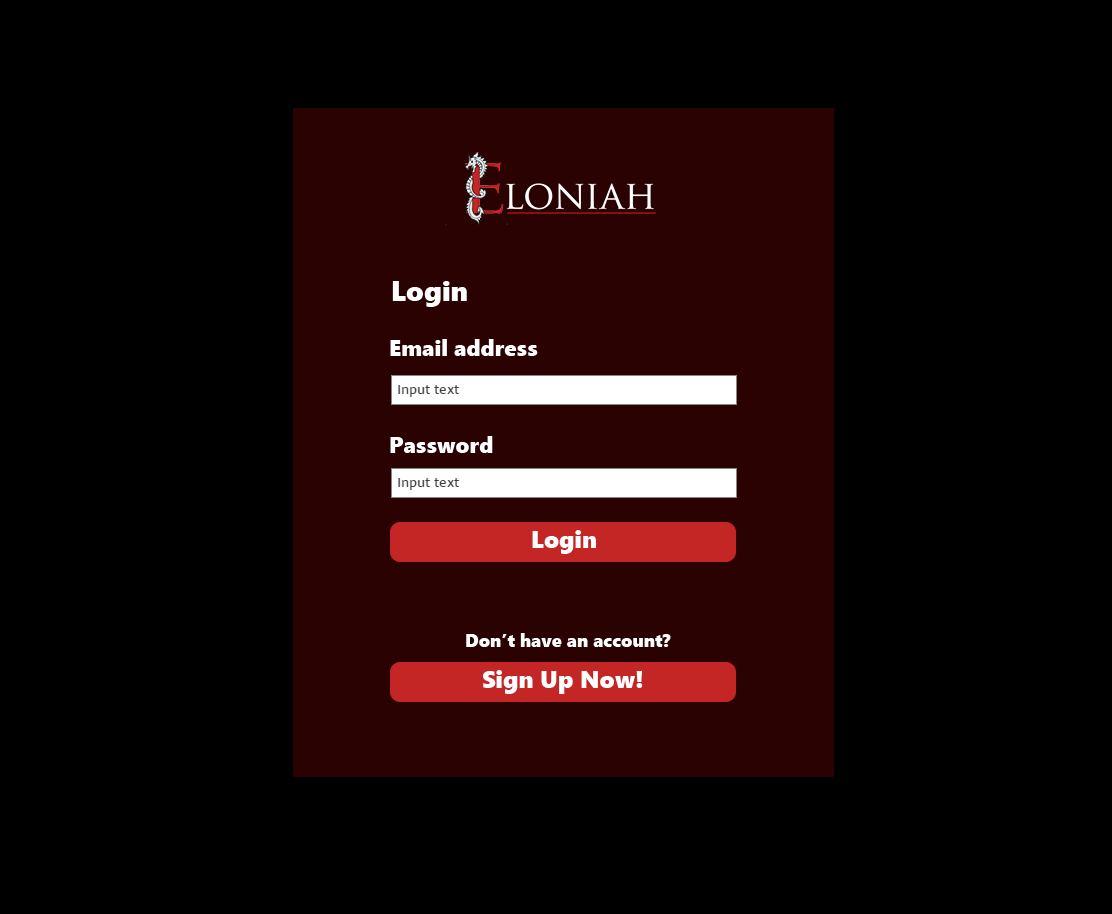 ELONIAH
Login
Email address
Input text
Password
Input text
Login
Don’t have an account?
Sign Up Now!